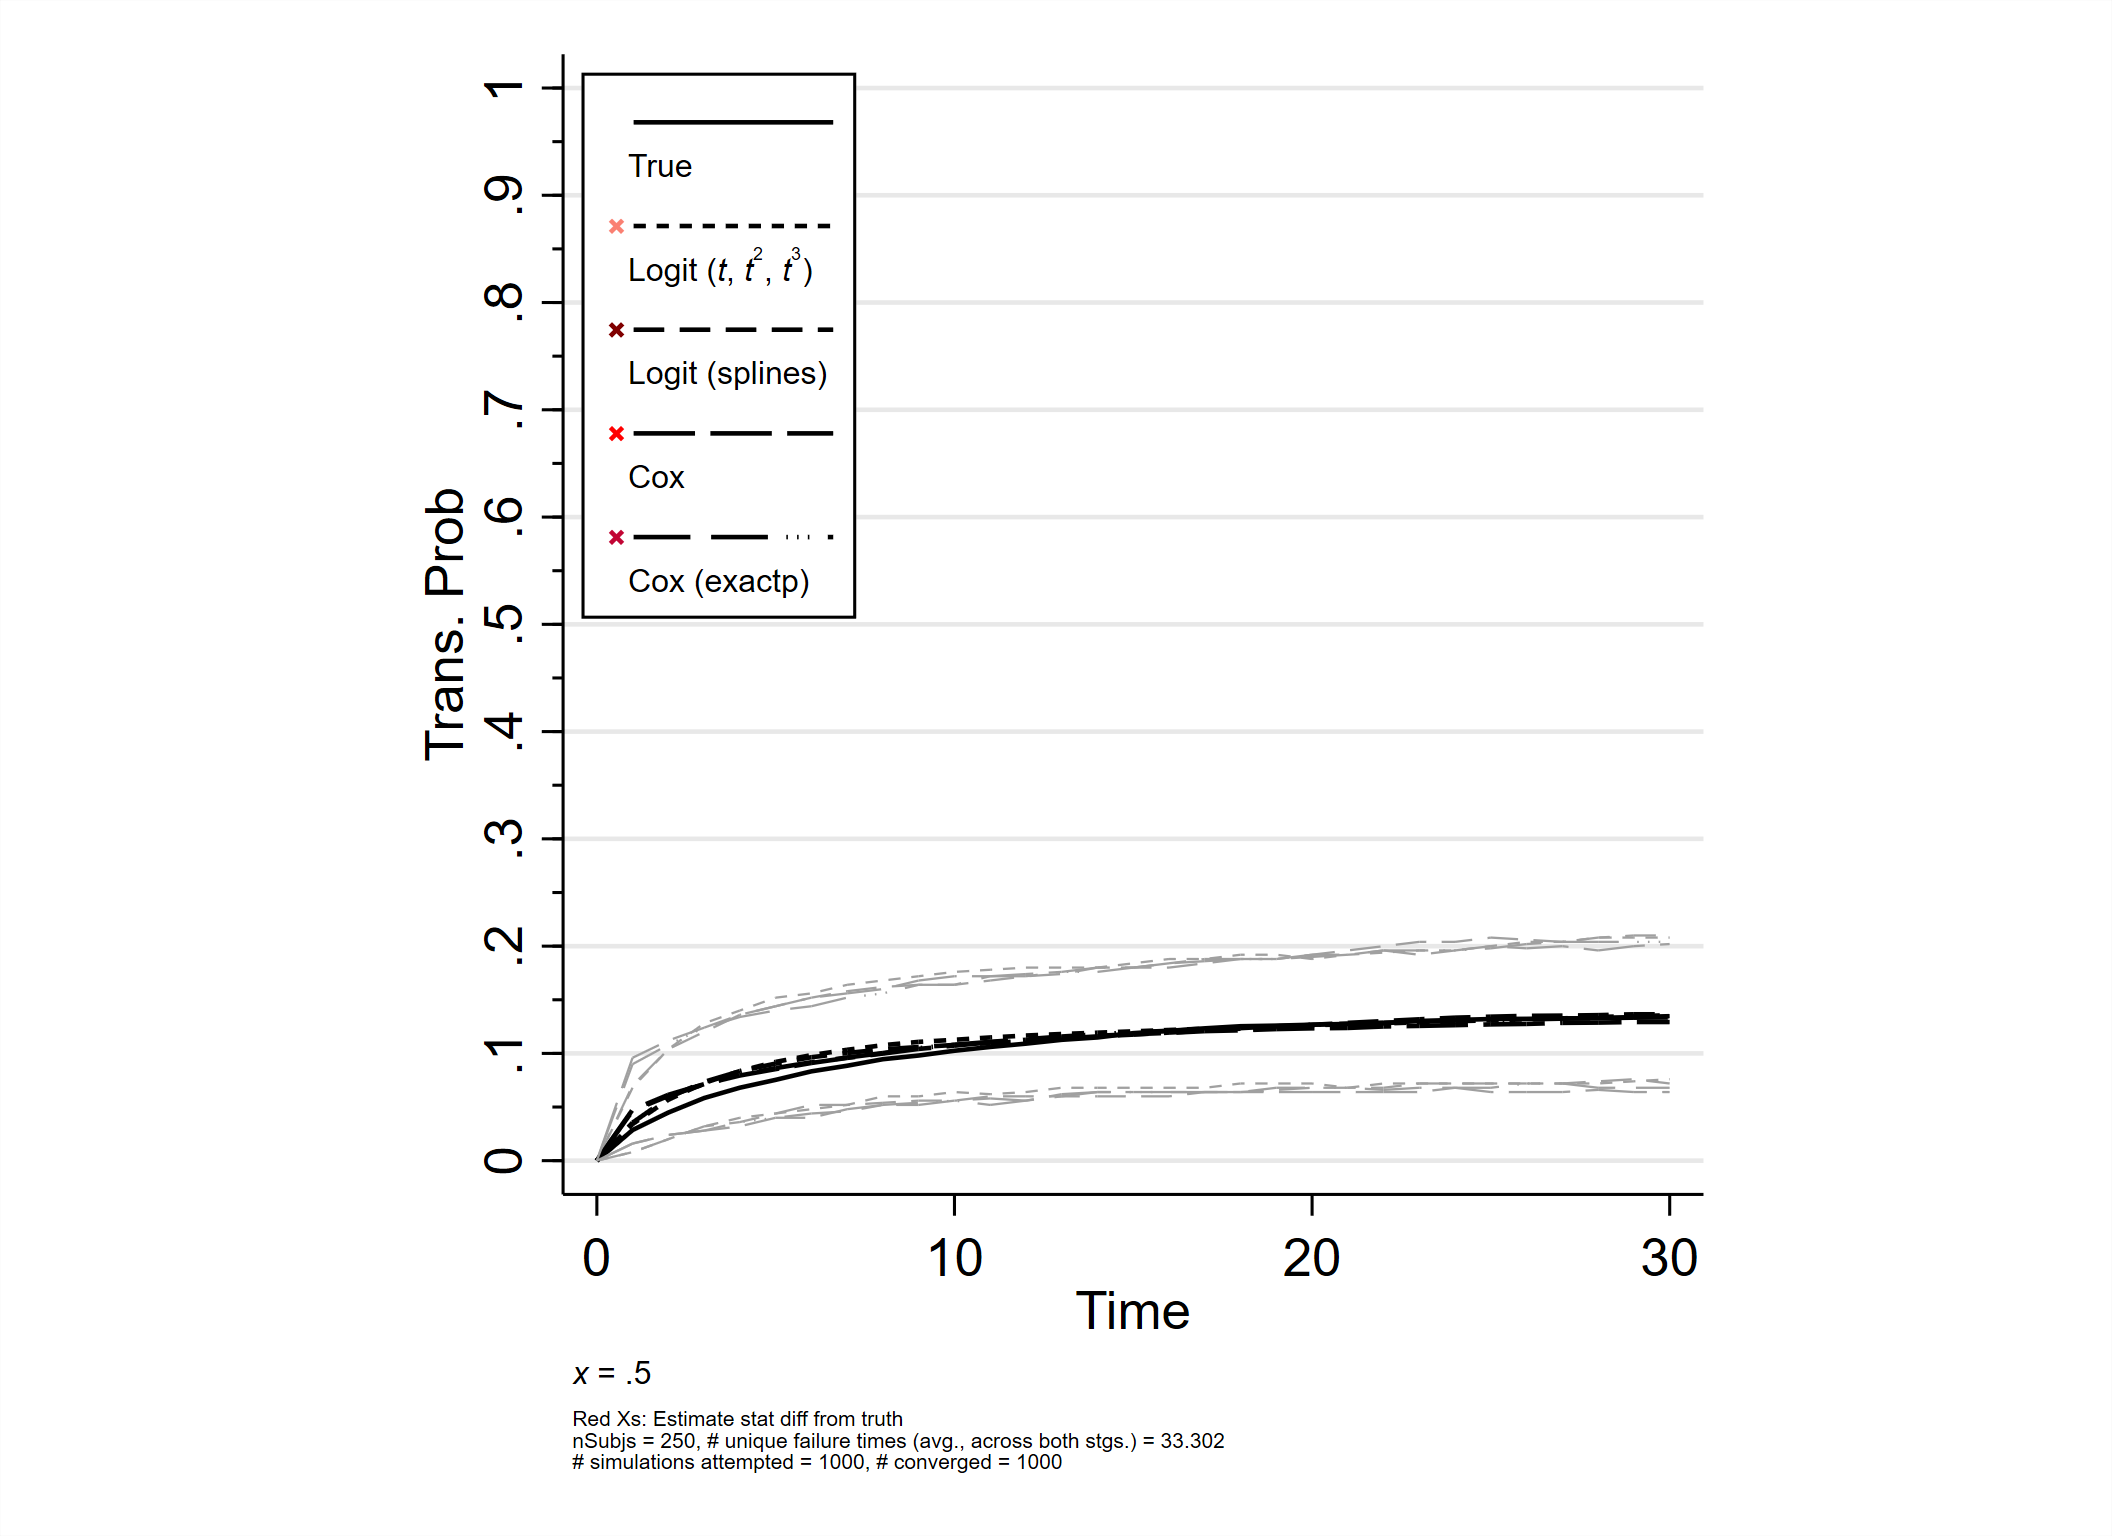 Trans. Prob
1
.9
.8
.7
.6
.5
.4
.3
.2
.1
0
True
Logit (t, t², t³)
Logit (splines)
Cox
Cox (exactp)
0 10 20 30
Time
x = .5
Red Xs: Estimate stat diff from truth
nSubjs = 250, # unique failure times (avg., across both stgs.) = 33.302
# simulations attempted = 1000, # converged = 1000